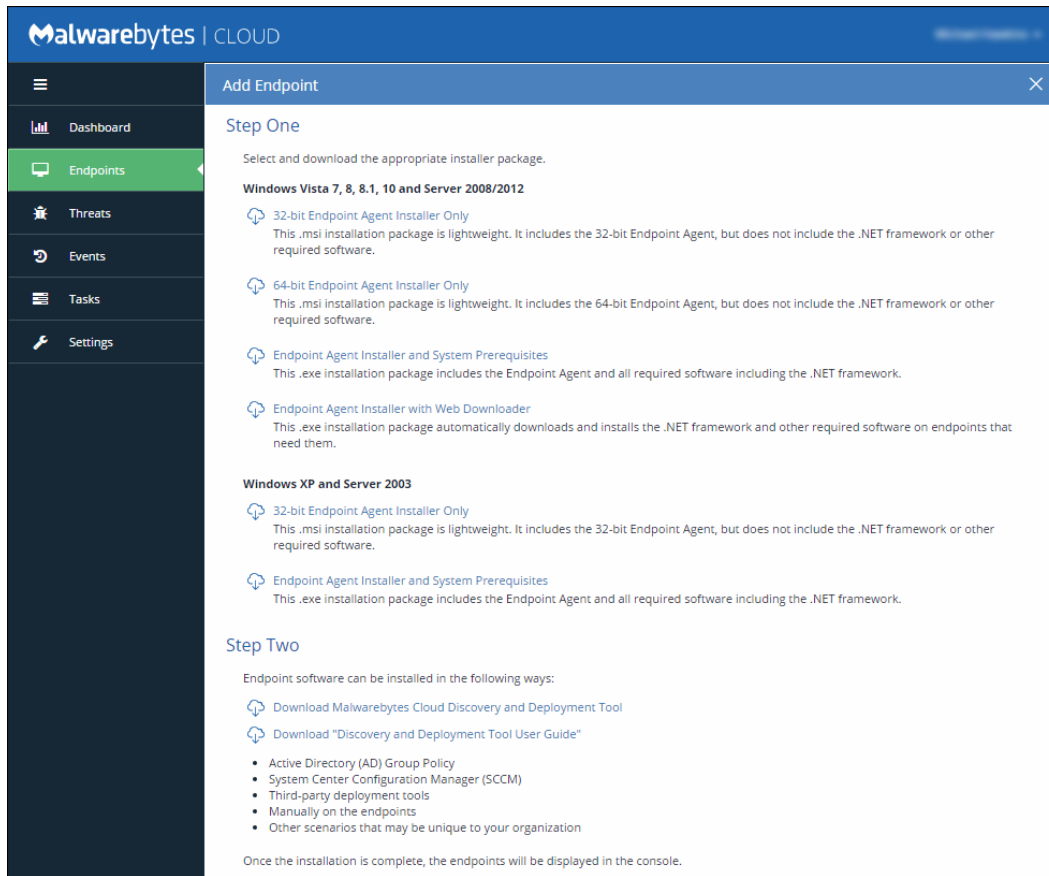 Malwarebytes | CLOUD
Add Endpoint
Dashboard
Endpoints
Threats
Events
Tasks
Settings
Step One
Select and download the appropriate installer package.
Windows Vista 7, 8, 8.1, 10 and Server 2008/2012
32-bit Endpoint Agent Installer Only
This .msi installation package is lightweight. It includes the 32-bit Endpoint Agent, but does not include the .NET framework or other
required software.
64-bit Endpoint Agent Installer Only
This .msi installation package is lightweight. It includes the 64-bit Endpoint Agent, but does not include the .NET framework or other
required software.
Endpoint Agent Installer and System Prerequisites
This .exe installation package includes the Endpoint Agent and all required software including the .NET framework.
Endpoint Agent Installer with Web Downloader
This .exe installation package automatically downloads and installs the .NET framework and other required software on endpoints that
need them.
Windows XP and Server 2003
32-bit Endpoint Agent Installer Only
This .msi installation package is lightweight. It includes the 32-bit Endpoint Agent, but does not include the .NET framework or other
required software.
Endpoint Agent Installer and System Prerequisites
This .exe installation package includes the Endpoint Agent and all required software including the .NET framework.
Step Two
Endpoint software can be installed in the following ways:
Download Malwarebytes Cloud Discovery and Deployment Tool
Download "Discovery and Deployment Tool User Guide"
• Active Directory (AD) Group Policy
• System Center Configuration Manager (SCCM)
• Third-party deployment tools
• Manually on the endpoints
• Other scenarios that may be unique to your organization
Once the installation is complete, the endpoints will be displayed in the console.